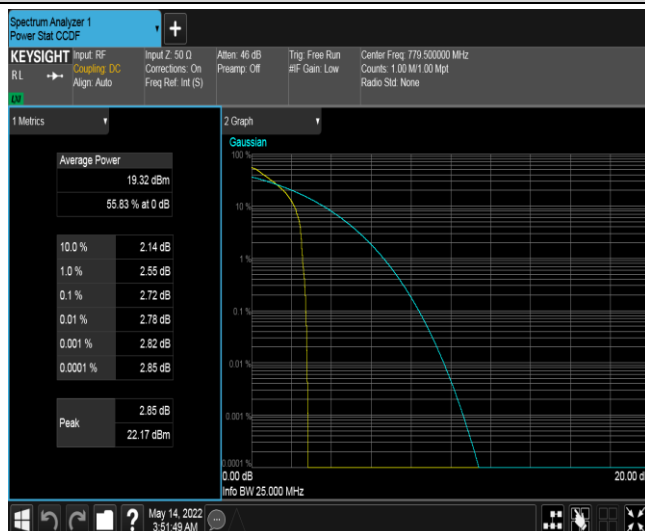 Spectrum Analyzer 1
Power Stat CCDF
KEYSIGHT
RL
LM
Input: RF
Coupling: DC
Align: Auto
Input Z: 50 Ω
Corrections: On
Freq Ref: Int (S)
Atten: 46 dB
Preamp: Off
Trig: Free Run
#IF Gain: Low
Center Freq: 779.500000 MHz
Counts: 1.00 M/1.00 Mpt
Radio Std: None
1 Metrics
Average Power
19.32 dBm
55.83 % at 0 dB
10.0 % 2.14 dB
1.0 % 2.55 dB
0.1 % 2.72 dB
0.01 % 2.78 dB
0.001 % 2.82 dB
0.0001 % 2.85 dB
Peak
2.85 dB
22.17 dBm
2 Graph
Gaussian
100 %
10 %
1 %
0.1 %
0.01 %
0.001 %
0.0001 %
0.00 dB
20.00 dB
Info BW 25.000 MHz
May 14, 2022
3:51:49 AM